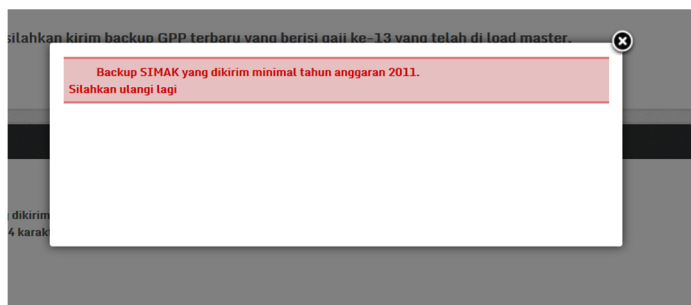 silahkan kirim backup GPP terbaru yang berisi gaji ke-13 yang telah di load master.
Backup SIMAK yang dikirim minimal tahun anggaran 2011.
Silahkan ulangi lagi
dikirim
4 karak